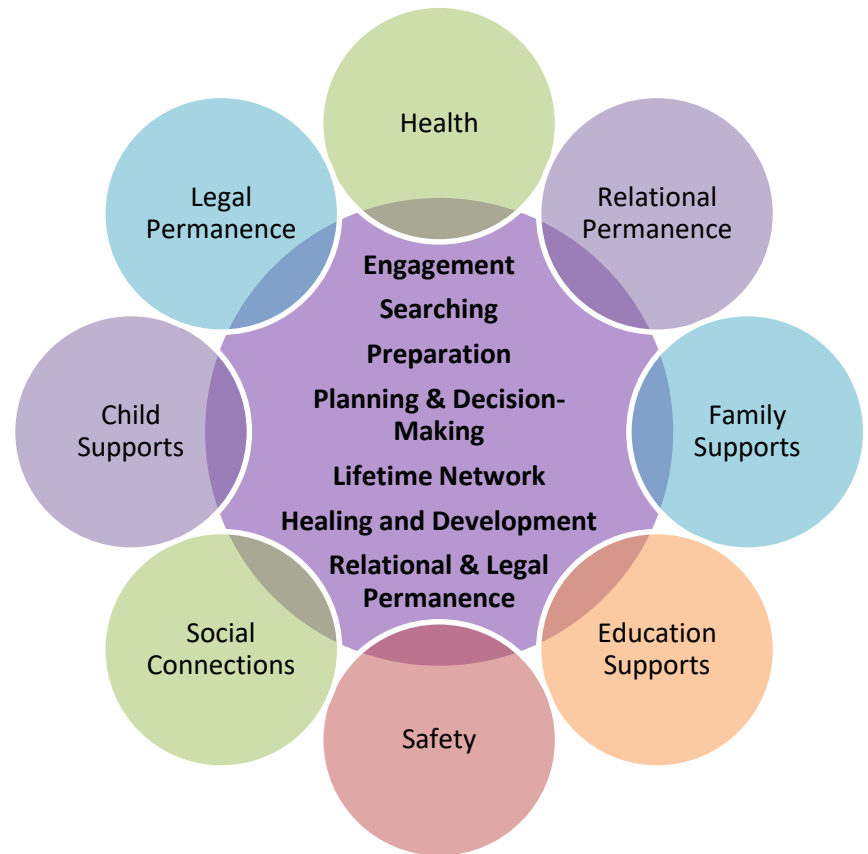 Health
Relational
Permanence
Family
Supports
Education
Supports
Safety
Social
Connections
Child
Supports
Legal
Permanence
Engagement
Searching
Preparation
Planning & Decision-
Making
Lifetime Network
Healing and Development
Relational & Legal
Permanence